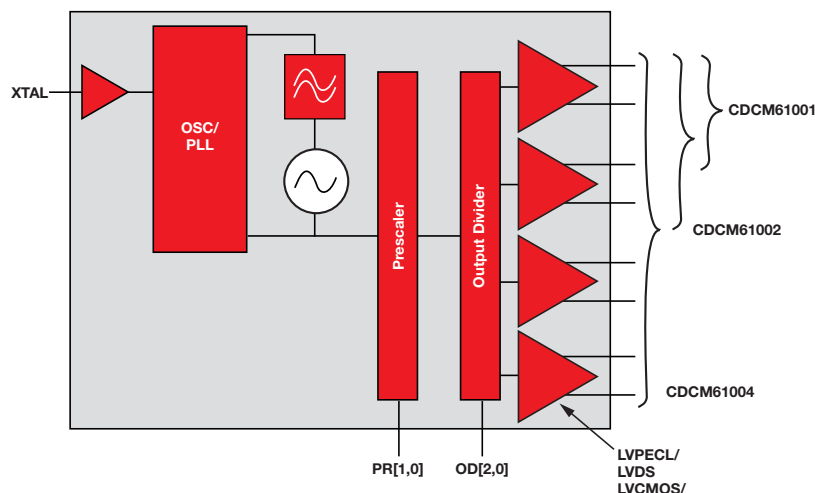 XTAL
OSC/
PLL
Prescaler
Output Divider
CDCM61001
CDCM61002
CDCM61004
PR[1,0]
OD[2,0]
LVPECL/
LVDS
LVCMOS/